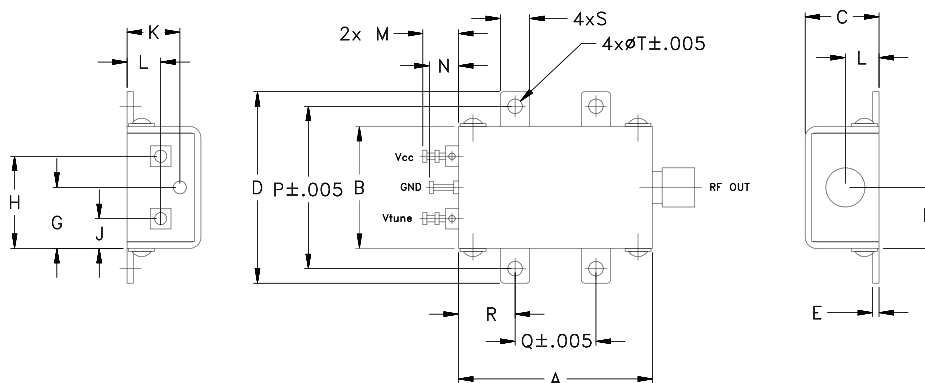 K
L
H
G
J
2x M
N
4xS
4xøT±.005
D
P±.005
B
Vcc
GND
Vtune
RF OUT
R
Q±.005
A
C
L
E